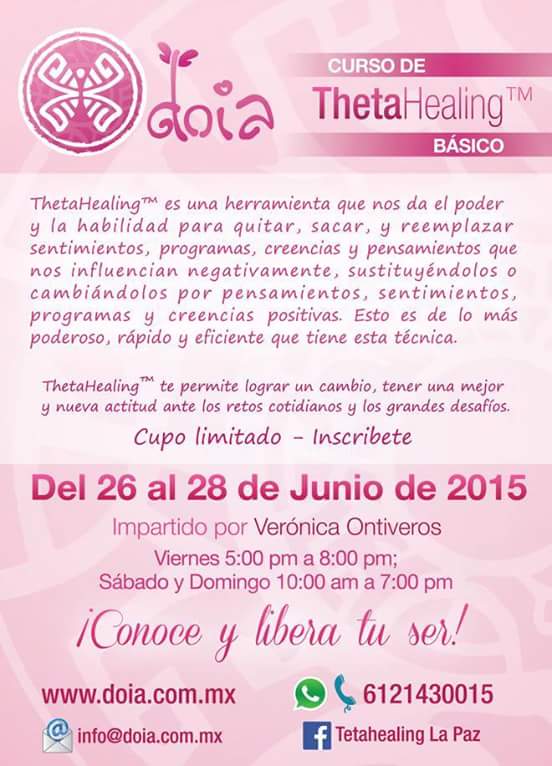 doia
CURSO DE
ThetaHealing™
BÁSICO
ThetaHealing™ es una herramienta que nos da el poder
y la habilidad para quitar, sacar, y reemplazar
sentimientos, programas, creencias y pensamientos que
nos influencian negativamente, sustituyéndolos o
cambiándolos por pensamientos, sentimientos,
programas y creencias positivas. Esto es de lo más
poderoso, rápido y eficiente que tiene esta técnica.
ThetaHealing™ te permite lograr un cambio, tener una mejor
y nueva actitud ante los retos cotidianos y los grandes desafíos.
Cupo limitado - Inscribete
Del 26 al 28 de Junio de 2015
Impartido por Verónica Ontiveros
Viernes 5:00 pm a 8:00 pm;
Sábado y Domingo 10:00 am a 7:00 pm
¡Conoce y libera tu ser!
www.doia.com.mx
6121430015
info@doia.com.mx
Tetahealing La Paz